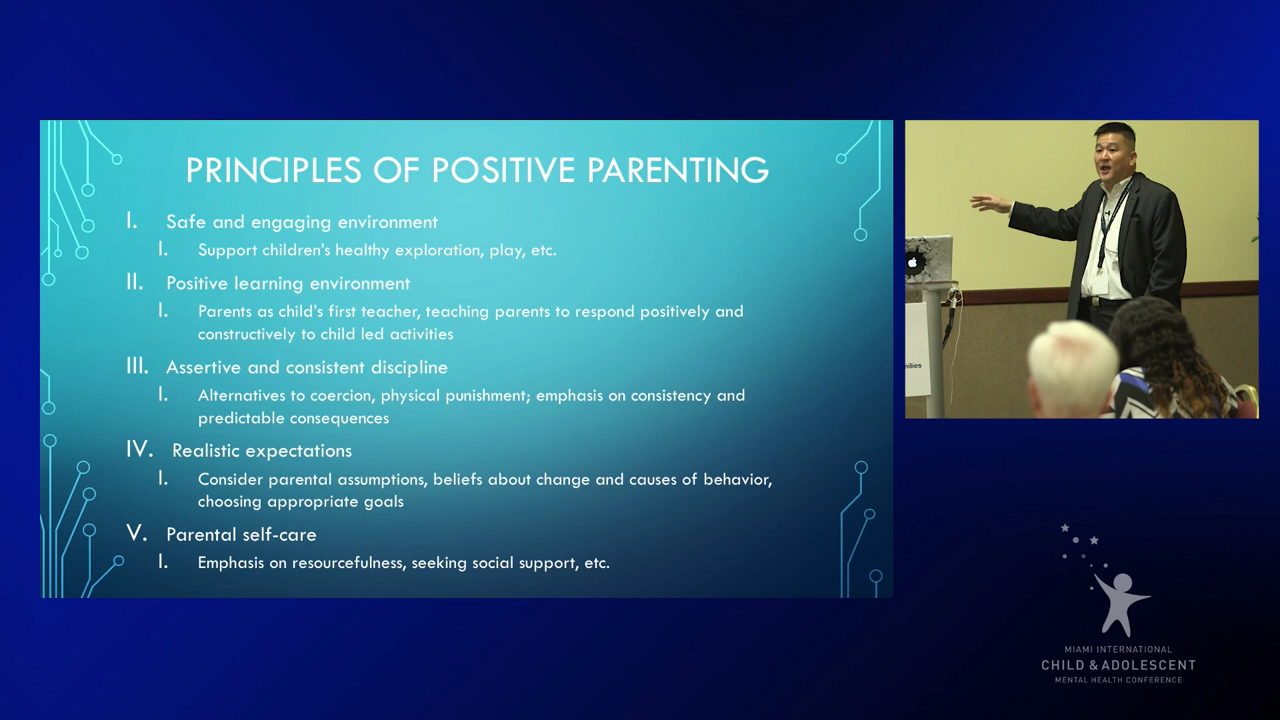 PRINCIPLES OF POSITIVE PARENTING
I. Safe and engaging environment
I. Support children's healthy exploration, play, etc.
II. Positive learning environment
I. Parents as child's first teacher, teaching parents to respond positively and
constructively to child led activities
III. Assertive and consistent discipline
I. Alternatives to coercion, physical punishment; emphasis on consistency and
predictable consequences
IV. Realistic expectations
I. Consider parental assumptions, beliefs about change and causes of behavior,
choosing appropriate goals
V. Parental self-care
I. Emphasis on resourcefulness, seeking social support, etc.
MIAMI INTERNATIONAL
CHILD & ADOLESCENT
MENTAL HEALTH CONFERENCE